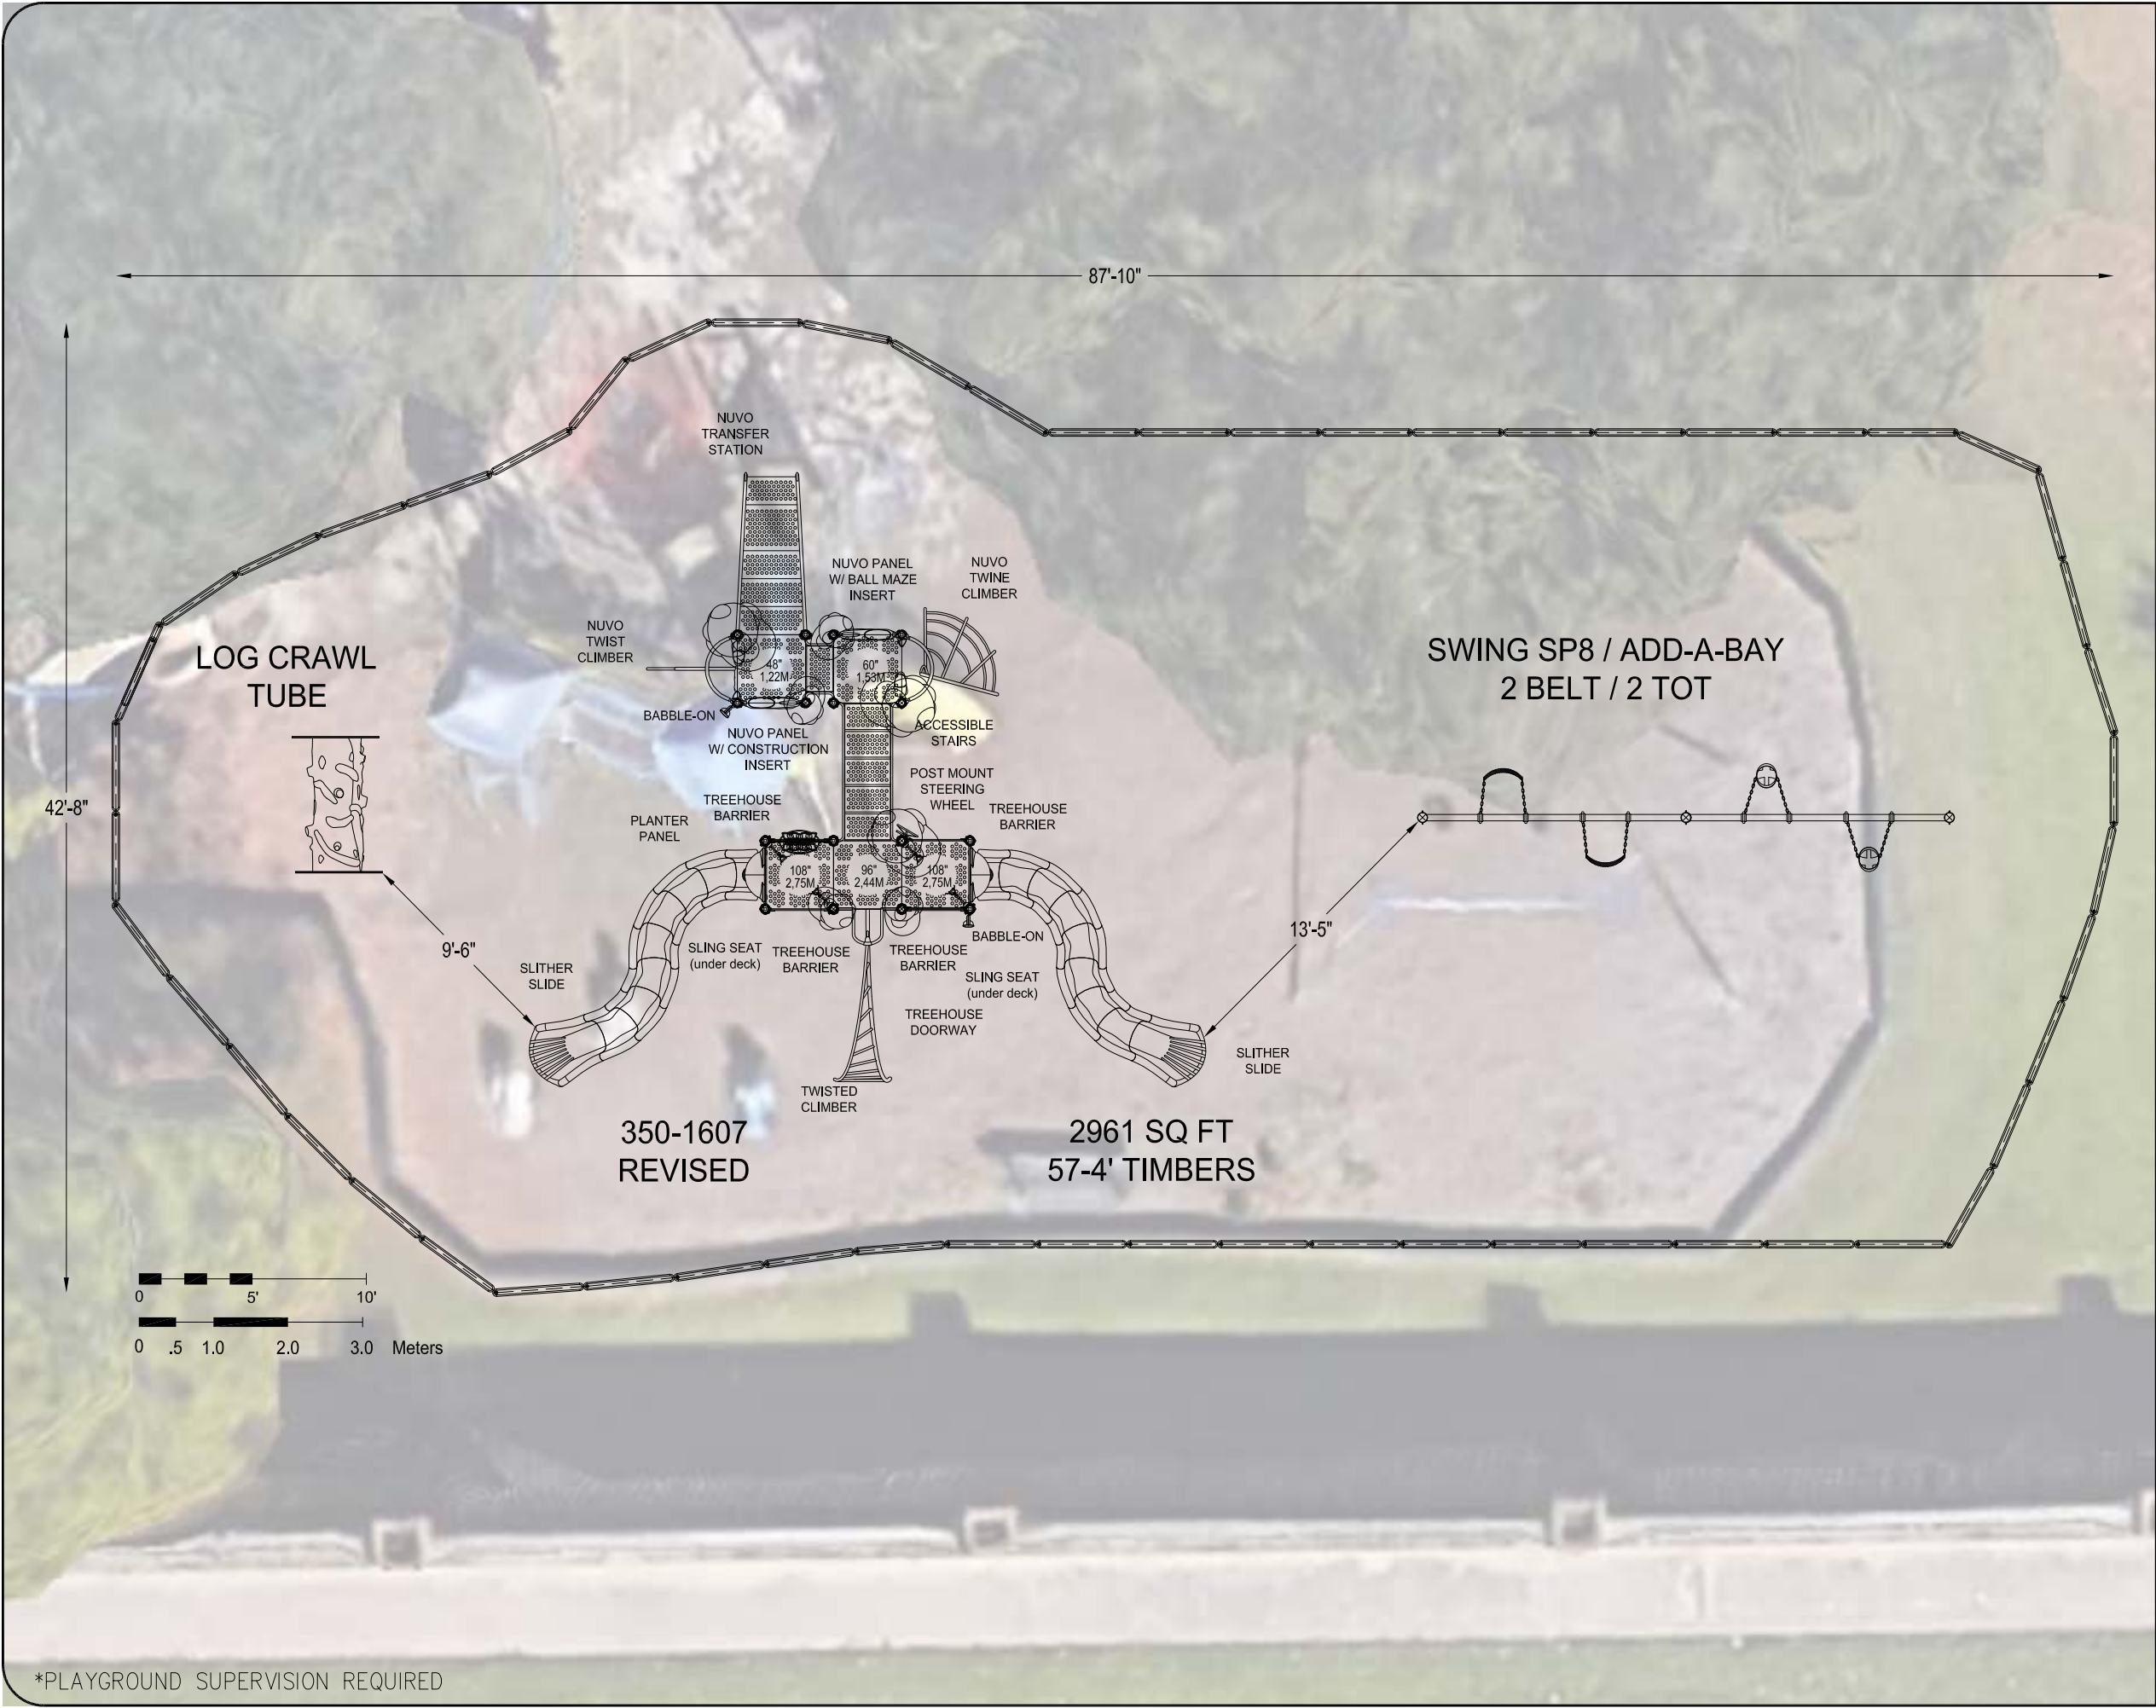 87'-10"
NUVO
TRANSFER
STATION
NUVO PANEL
W/ BALL MAZE
INSERT
NUVO
TWINE
CLIMBER
NUVO
TWIST
CLIMBER
LOG CRAWL
TUBE
SWING SP8 / ADD-A-BAY
2 BELT / 2 TOT
48"
1,22M
60"
1,53M
BABBLE-ON
NUVO PANEL
W/ CONSTRUCTION
INSERT
ACCESSIBLE
STAIRS
POST MOUNT
STEERING
WHEEL
TREEHOUSE
BARRIER
TREEHOUSE
BARRIER
PLANTER
PANEL
42'-8"
108"
2,75M
96"
2,44M
108"
2,75M
9'-6"
13'-5"
SLITHER
SLIDE
SLING SEAT
(under deck)
TREEHOUSE
BARRIER
TREEHOUSE
BARRIER
BABBLE-ON
SLING SEAT
(under deck)
TREEHOUSE
DOORWAY
SLITHER
SLIDE
TWISTED
CLIMBER
350-1607
REVISED
2961 SQ FT
57-4' TIMBERS
0 5' 10'
0 .5 1.0 2.0 3.0 Meters
*PLAYGROUND SUPERVISION REQUIRED